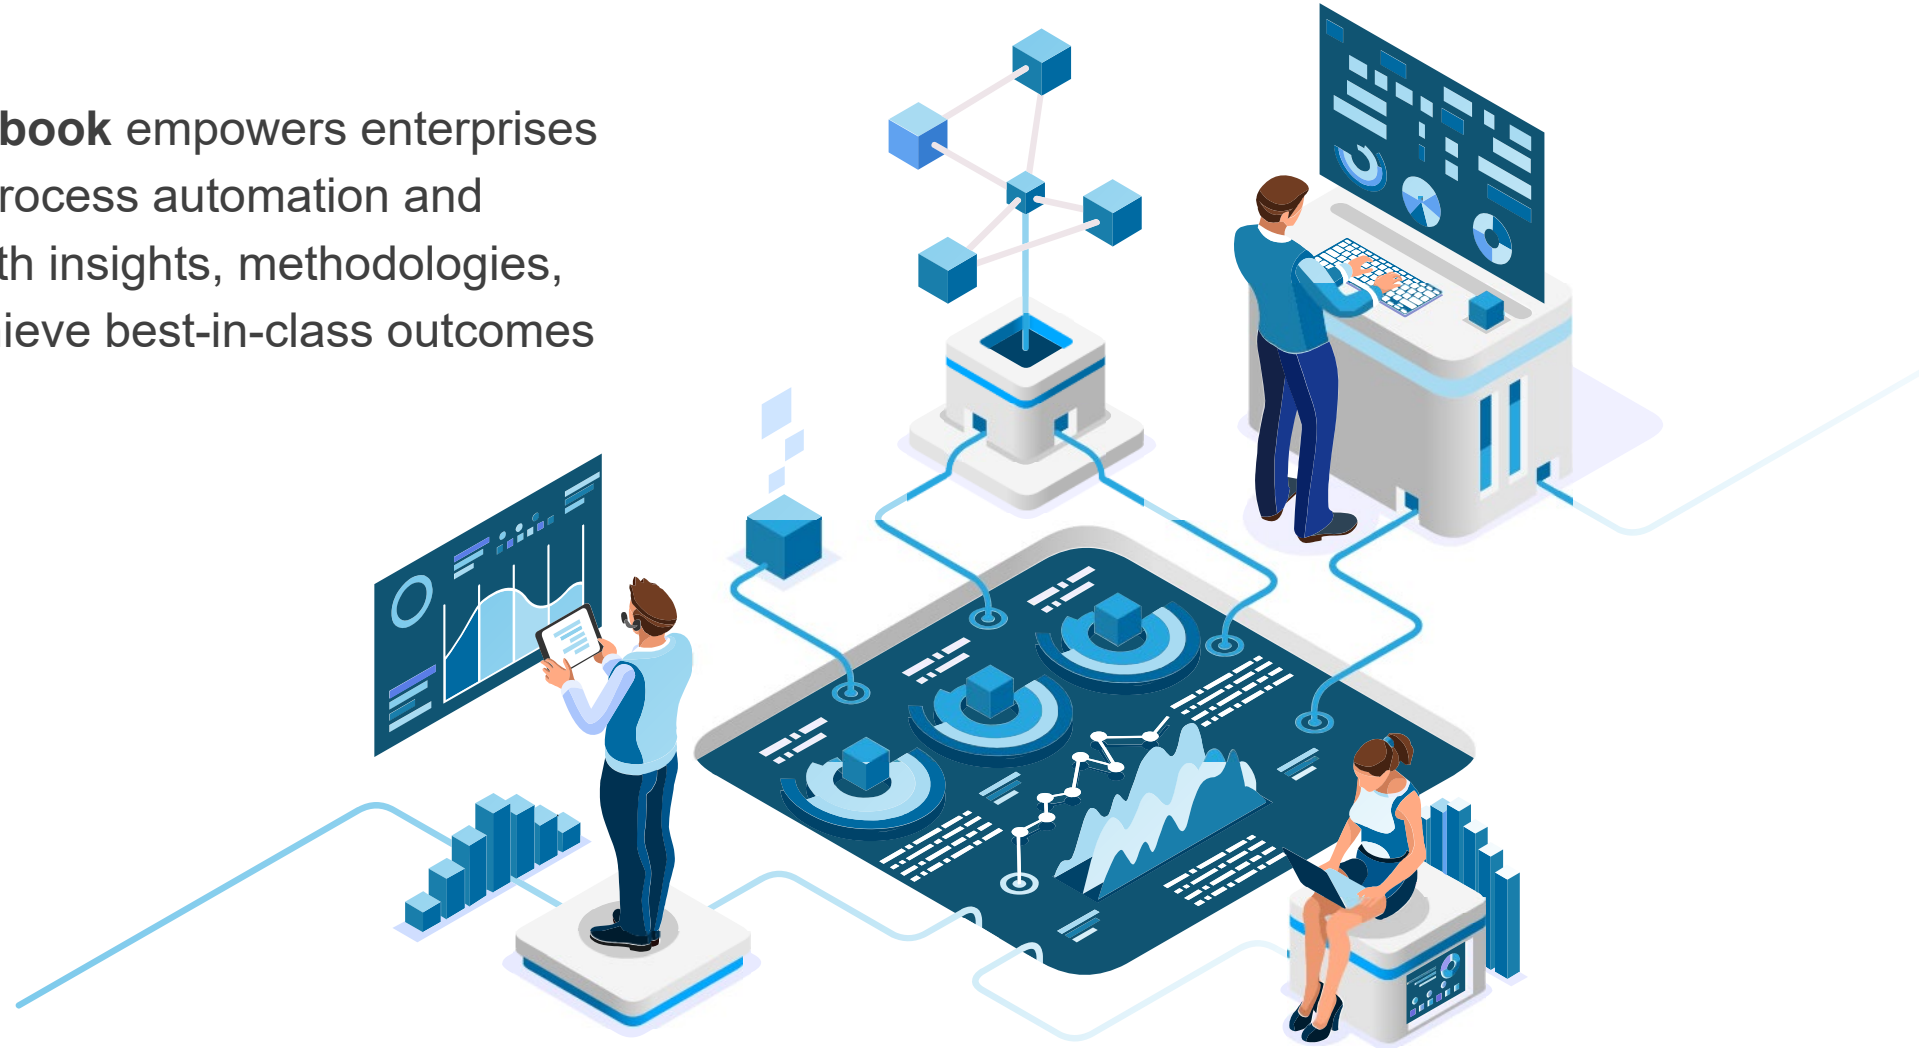 book empowers enterprises
rocess automation and
th insights, methodologies,
ieve best-in-class outcomes